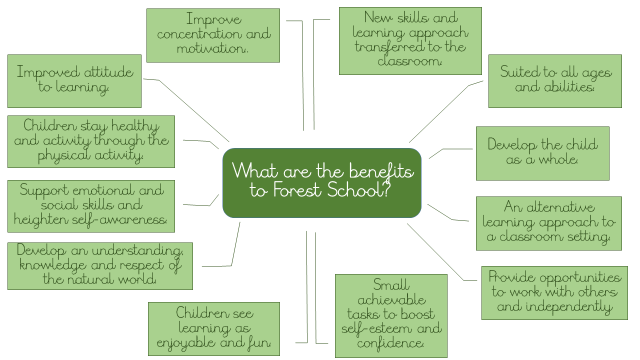 Improve
concentration and
motivation.
New skills and
learning approach
transferred to the
classroom.
Improved attitude
to learning.
Suited to all ages
and abilities.
Children stay healthy
and activity through the
physical activity.
Develop the child
as a whole.
What are the benefits
to Forest School?
Support emotional and
social skills and
heighten self-awareness.
An alternative
learning approach to
a classroom setting.
Develop an understanding,
knowledge and respect of
the natural world.
Provide opportunities
to work with others
and independently.
Children see
learning as
enjoyable and fun.
Small
achievable
tasks to boost
self-esteem and
confidence.